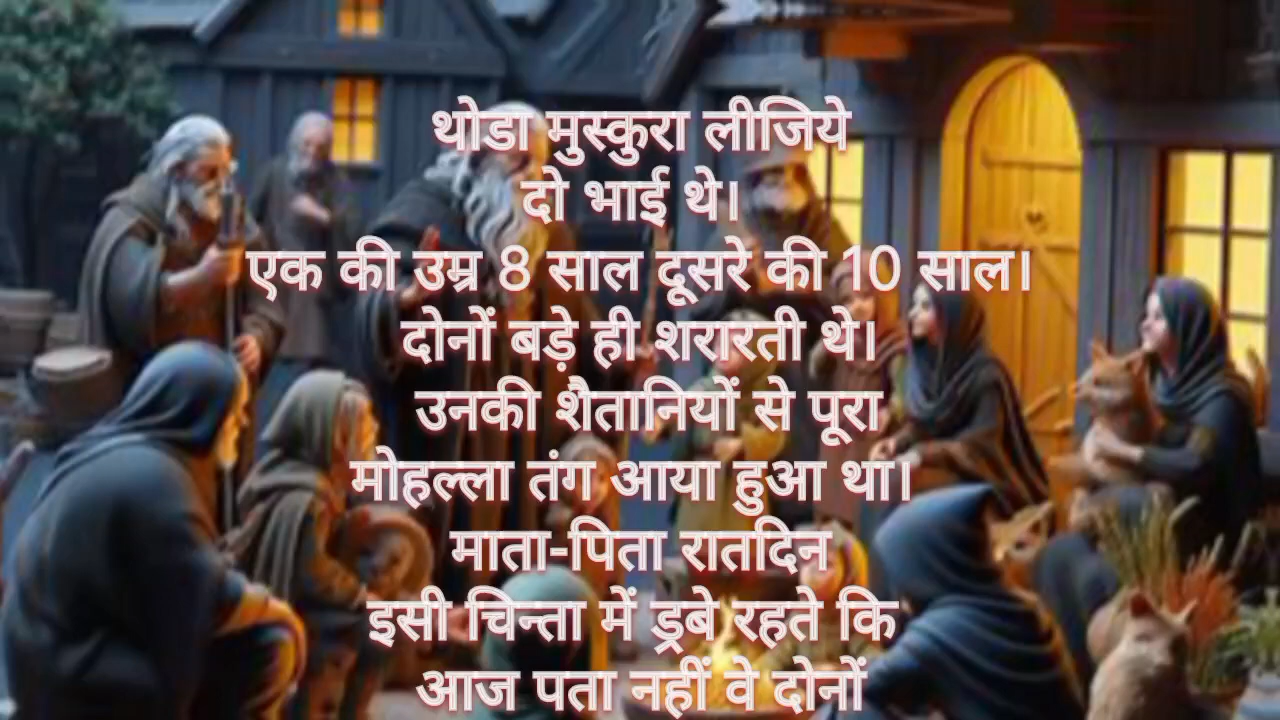 थोडा मुस्कुरा लीजिये
दो भाई थे।
एक की उम्र 8 साल दूसरे की 10 साल।
दोनों बड़े ही शरारती थे।
उनकी शैतानियों से पूरा
मोहल्ला तंग आया हुआ था।
माता-पिता रातदिन
इसी चिन्ता में ड्रबे रहते कि
आज पता नहीं वे दोनों